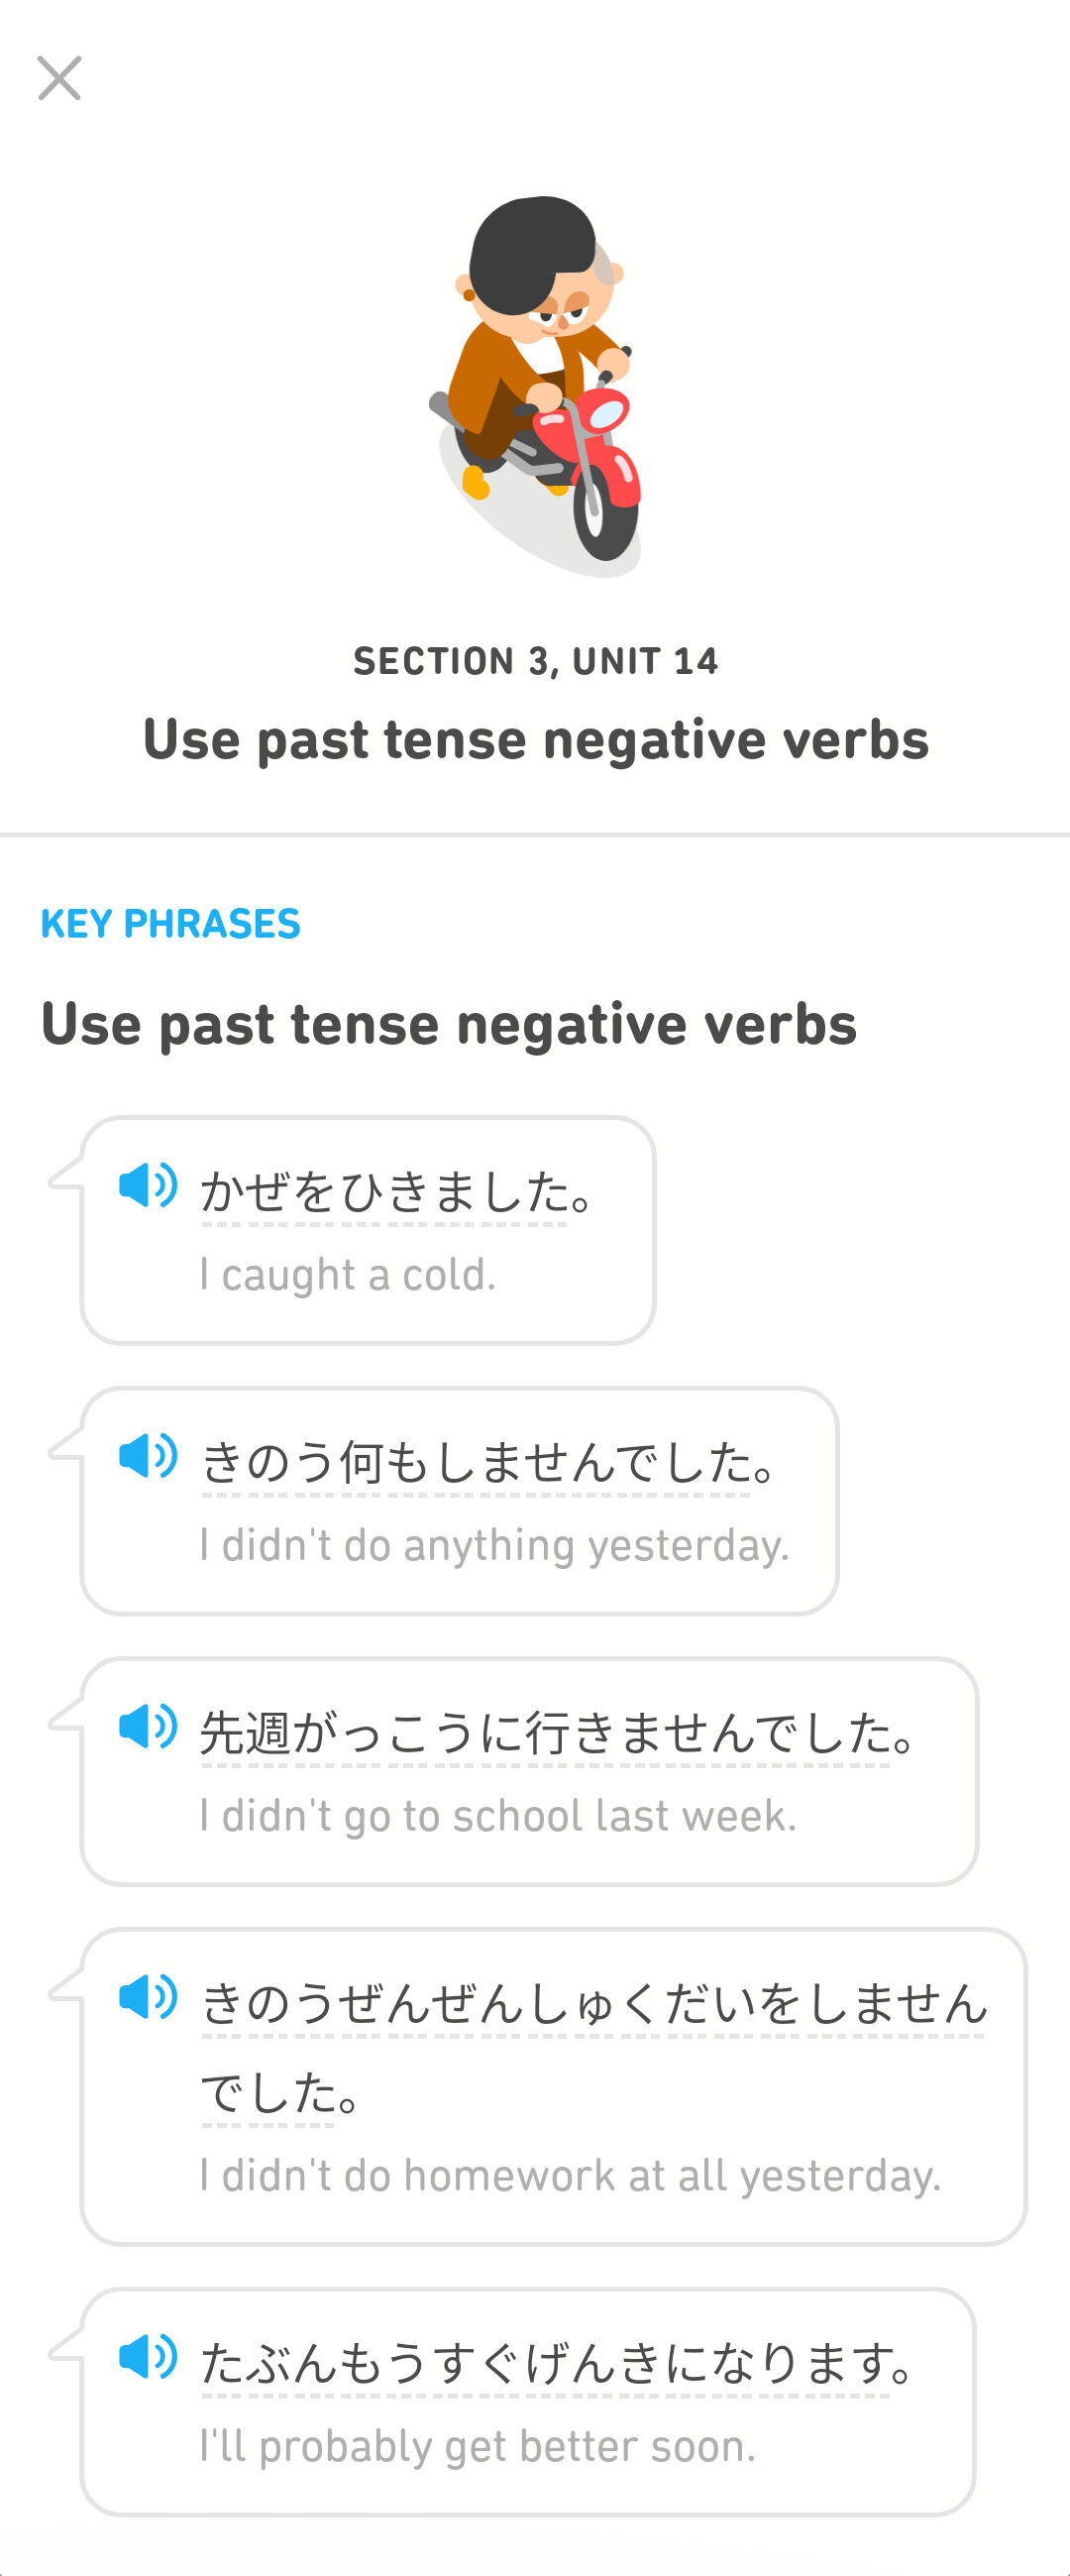 SECTION 3, UNIT 14
Use past tense negative verbs
KEY PHRASES
Use past tense negative verbs
かぜをひきました。
I caught a cold.
きのう何もしませんでした。
I didn't do anything yesterday.
先週がっこうに行きませんでした。
I didn't go to school last week.
きのうぜんぜんしゅくだいをしません
でした。
I didn't do homework at all yesterday.
たぶんもうすぐげんきになります。
I'll probably get better soon.